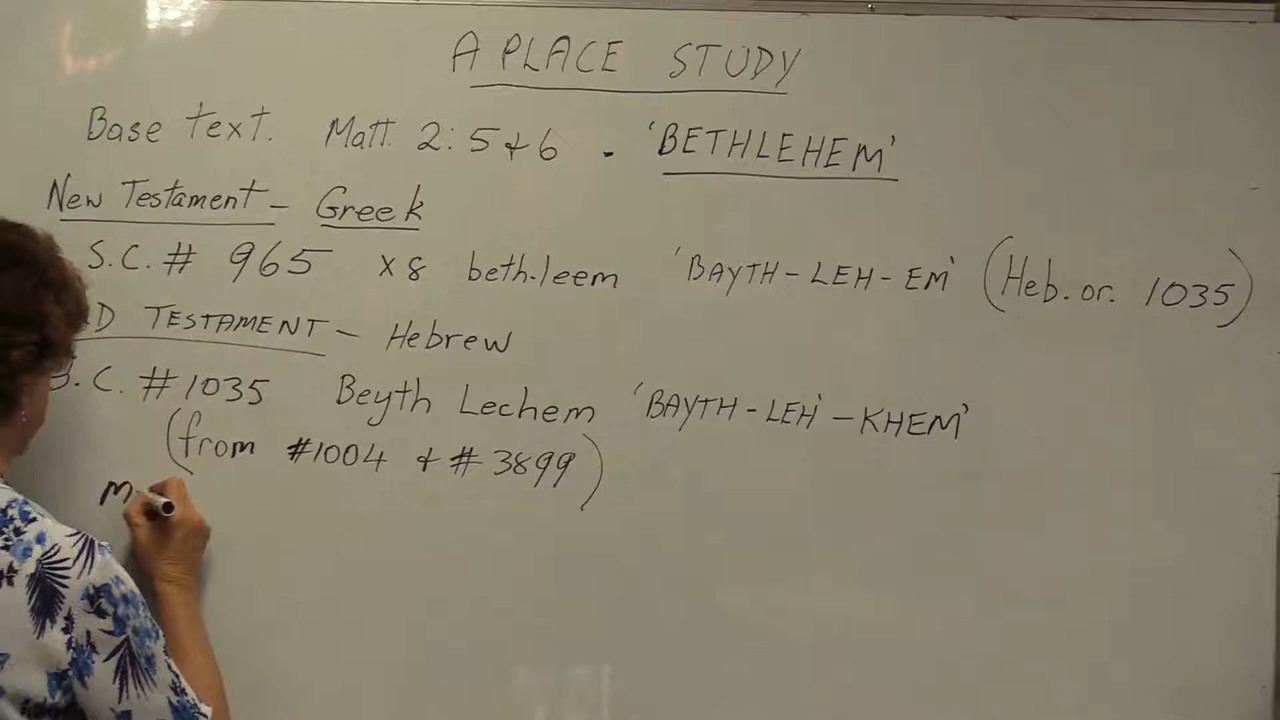 A PLACE STUDY
Base text. Matt. 2:5+6 - 'BETHLEHEM'
New Testament - Greek
S.C. # 965 x8 beth-leem 'BAYTH-LEH-EM' (Heb. or. 1035)
D TESTAMENT - Hebrew
S.C. #1035 Beyth Lechem 'BAYTH-LEH'-KHEM'
(from #1004 + # 3899)
M